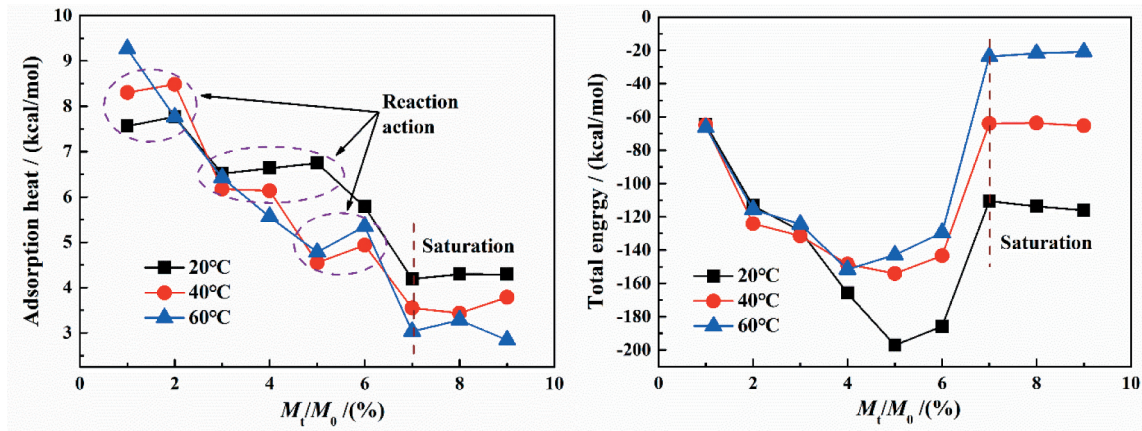 Adsorption heat / (kcal/mol)
10
9
8
7
6
5
4
3
Reaction
action
Saturation
20°C
40°C
60°C
0 2 4 6 8 10
Mt/M0 /(%)
Total engrgy / (kcal/mol)
0
-20
-40
-60
-80
-100
-120
-140
-160
-180
-200
Saturation
20°C
40°C
60°C
0 2 4 6 8 10
Mt/M0 /(%)